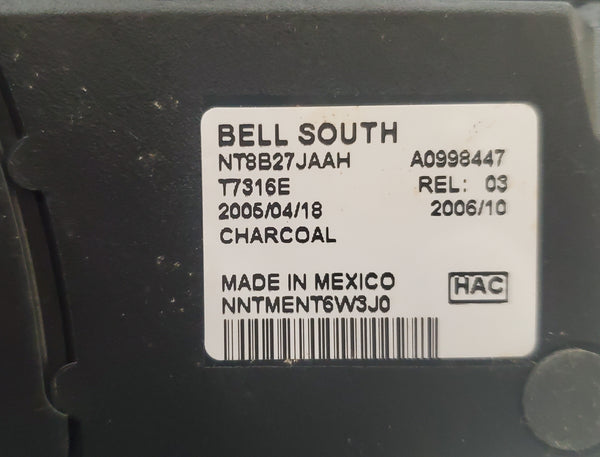 BELL SOUTH
NT8B27JAAH A0998447
T7316E REL: 03
2005/04/18 2006/10
CHARCOAL
MADE IN MEXICO HAC
NNTMENT6W3J0